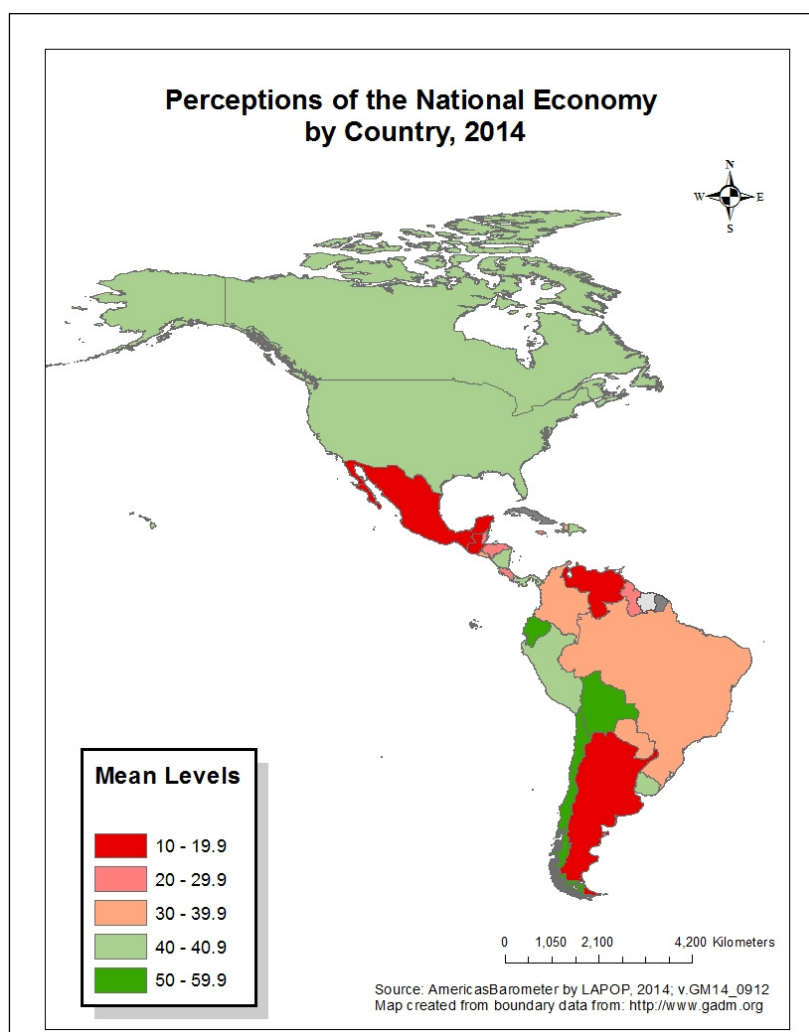 Perceptions of the National Economy
by Country, 2014
N
W E
S
Mean Levels
10 - 19.9
20 - 29.9
30 - 39.9
40 - 40.9
50 - 59.9
0 1,050 2,100 4,200 Kilometers
Source: AmericasBarometer by LAPOP, 2014; v.GM14_0912
Map created from boundary data from: http://www.gadm.org